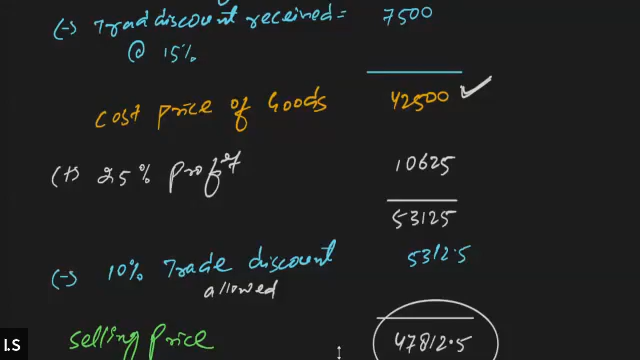 (-) Trad discount received = 7500
@ 15%
Cost price of Goods 42500
(+) 25% profit 10625
53125
(-) 10% Trade discount 5312.5
allowed
selling price 47812.5
I.S